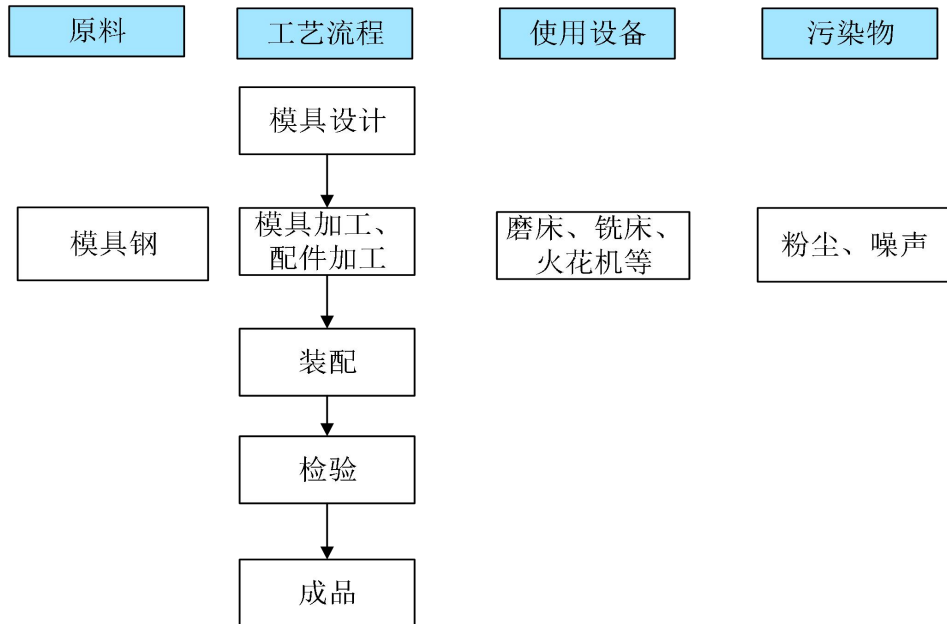 原料
工艺流程
使用设备
污染物
模具设计
模具钢
模具加工、
配件加工
磨床、铣床、
火花机等
粉尘、噪声
装配
检验
成品